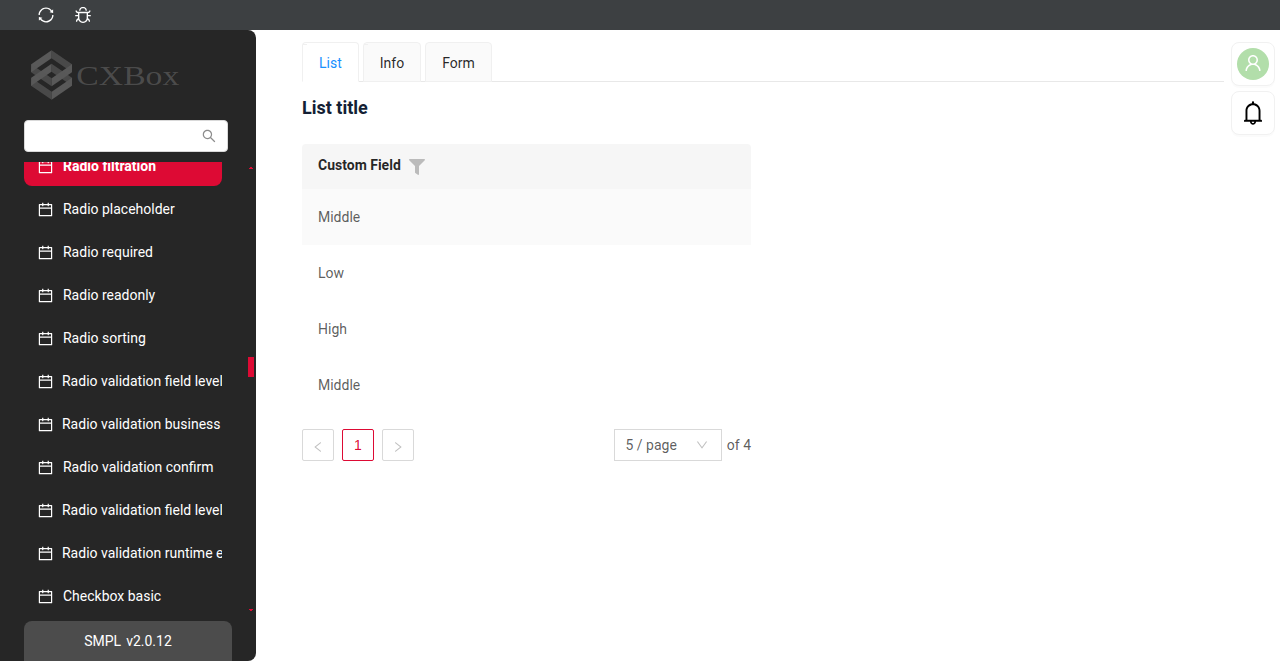 CXBox
Radio filtration
Radio placeholder
Radio required
Radio readonly
Radio sorting
Radio validation field level
Radio validation business
Radio validation confirm
Radio validation field level
Radio validation runtime e
Checkbox basic
SMPL v2.0.12
List Info Form
List title
Custom Field
Middle
Low
High
Middle
1 5 / page of 4